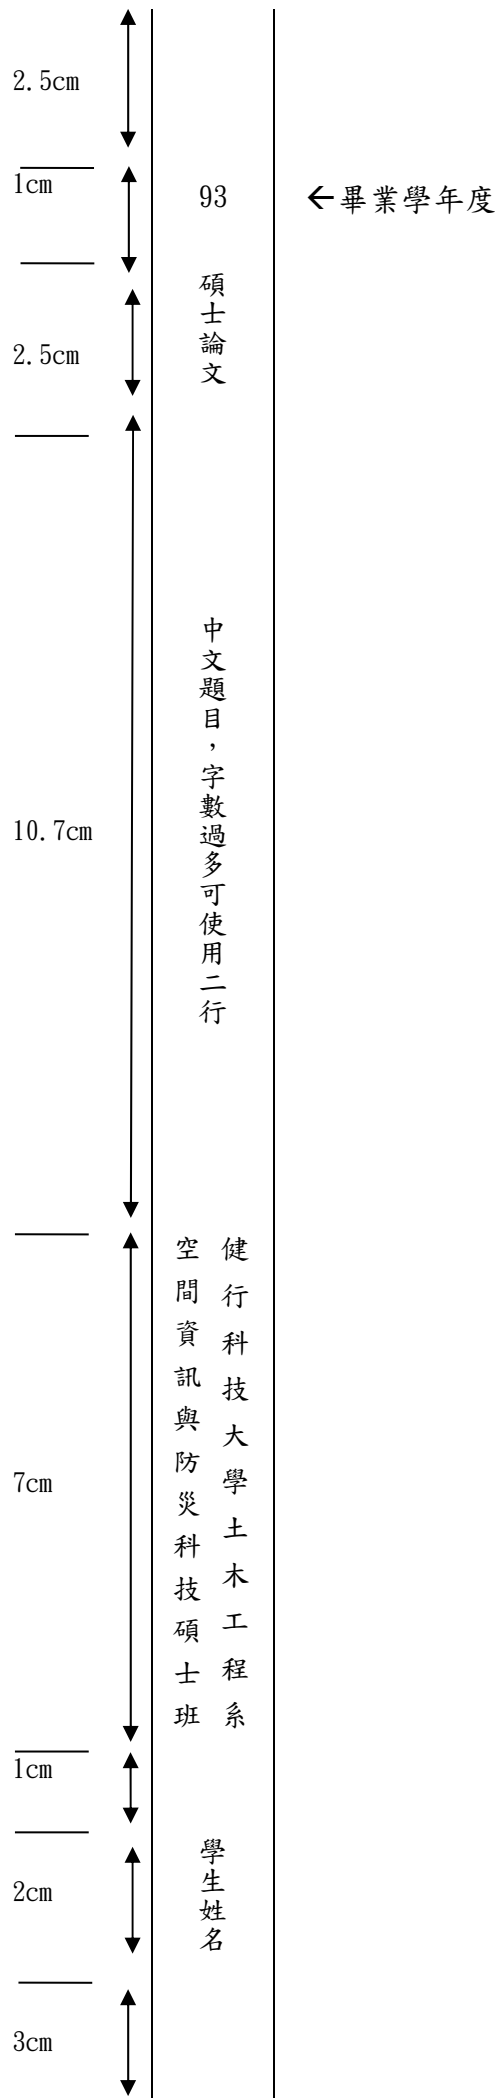 2.5cm
1cm
93
←畢業學年度
碩士論文
2.5cm
中文題目，字數過多可使用二行
10.7cm
健行科技大學土木工程系
空間資訊與防災科技碩士班
7cm
1cm
學生姓名
2cm
3cm